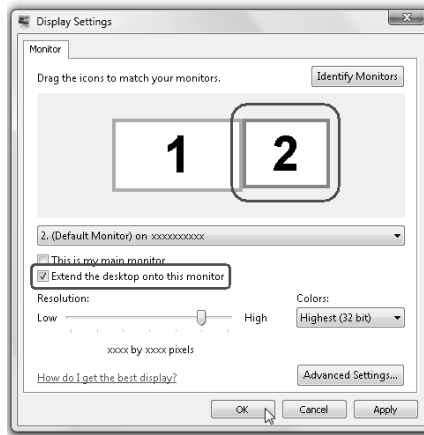 Display Settings
Monitor
Drag the icons to match your monitors.
Identify Monitors
1
2
2. (Default Monitor) on xxxxxxxxxx
This is my main monitor
Extend the desktop onto this monitor
Resolution:
Colors:
Low
High
Highest (32 bit)
xxxx by xxxx pixels
How do I get the best display?
Advanced Settings...
OK
Cancel
Apply